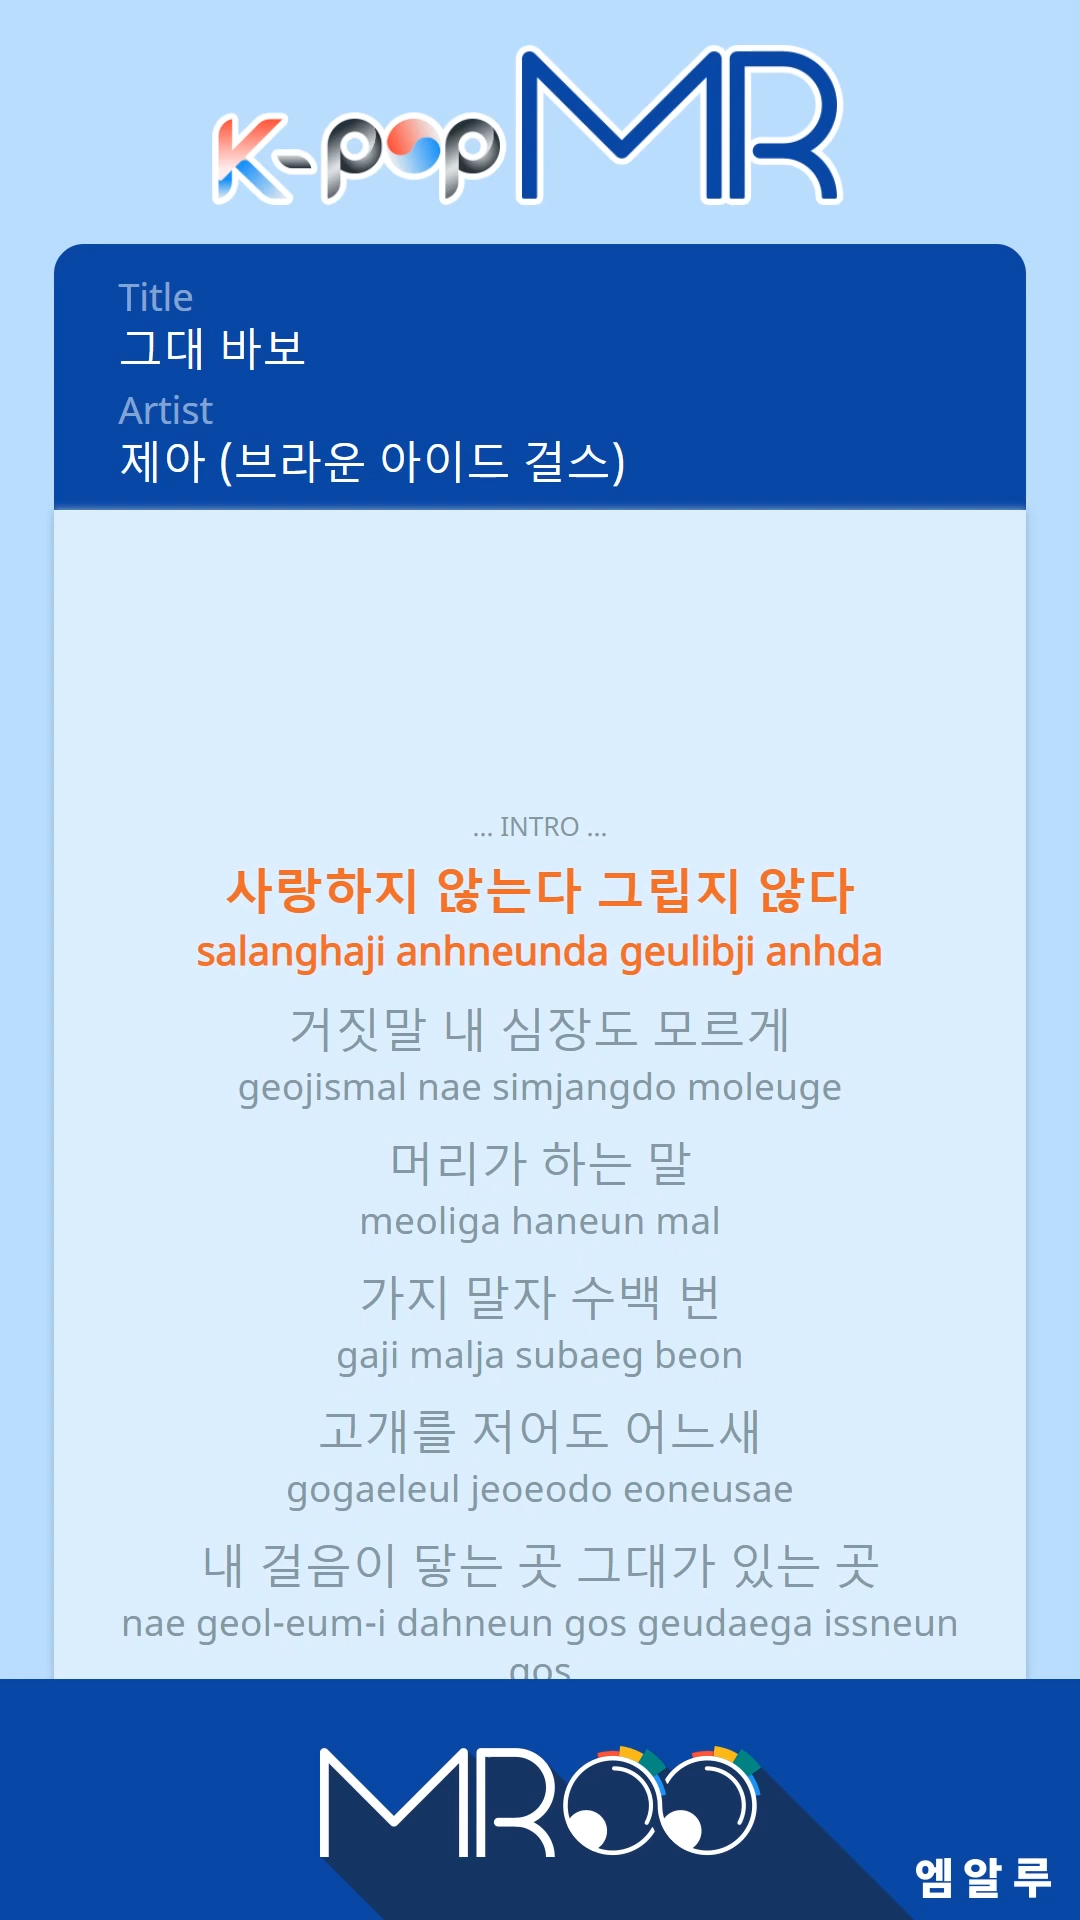 K-pop MR
Title
그대 바보
Artist
제아 (브라운 아이드 걸스)
... INTRO ...
사랑하지 않는다 그립지 않다
salanghaji anhneunda geulibji anhda
거짓말 내 심장도 모르게
geojismal nae simjangdo moleuge
머리가 하는 말
meoliga haneun mal
가지 말자 수백 번
gaji malja subaeg beon
고개를 저어도 어느새
gogaeleul jeoeodo eoneusae
내 걸음이 닿는 곳 그대가 있는 곳
nae geol-eum-i dahneun gos geudaega issneun
gos
MROO
엠알루